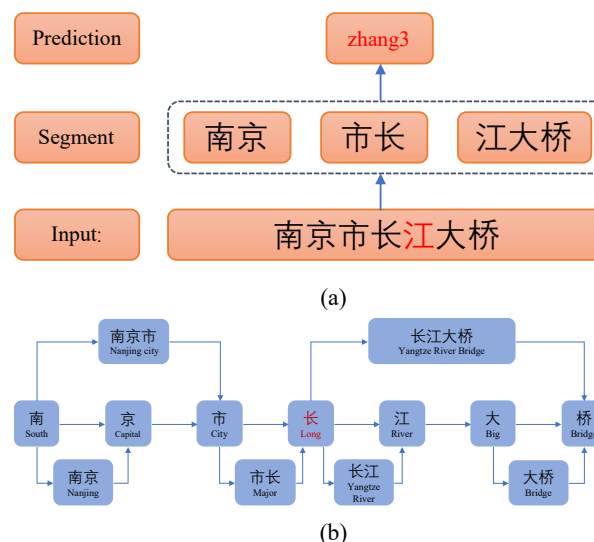 Prediction
zhang3
Segment
南京
市长
江大桥
Input:
南京市长江大桥
(a)
南京市
Nanjing city
长江大桥
Yangtze River Bridge
南
South
京
Capital
市
City
长
Long
江
River
大
Big
桥
Bridge
南京
Nanjing
市长
Major
长江
Yangtze
River
大桥
Bridge
(b)